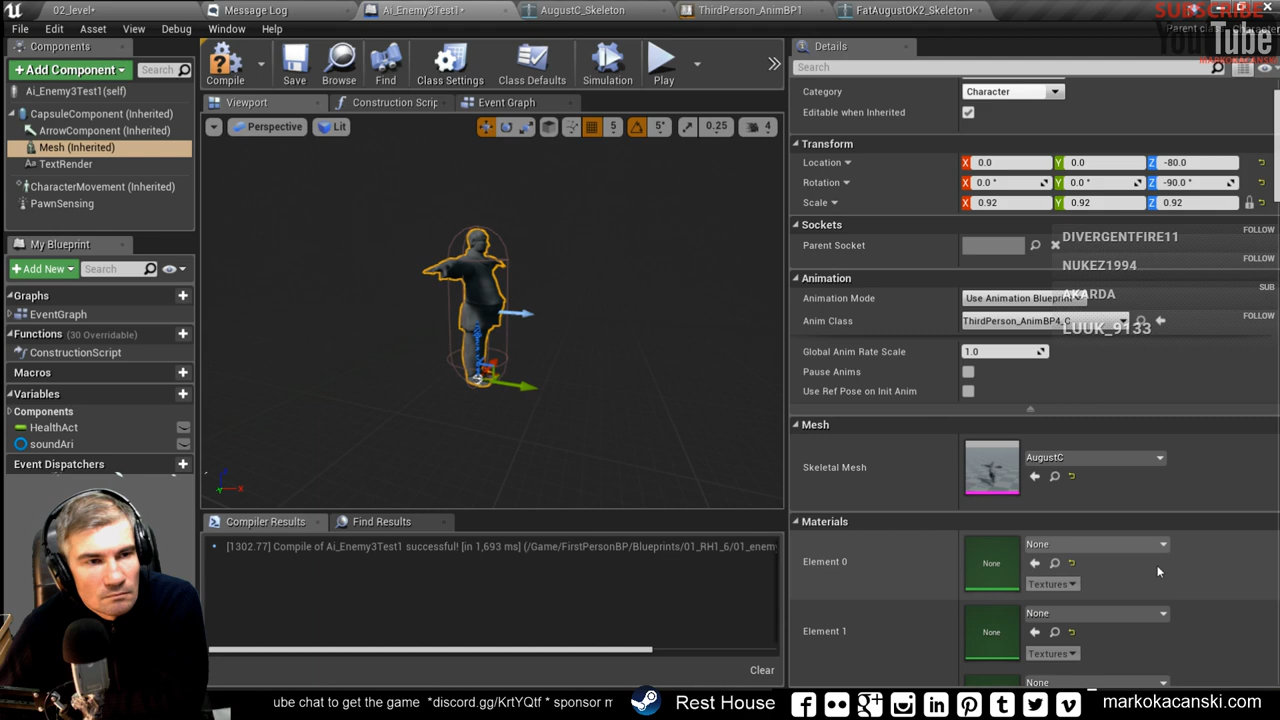 02_level•
Message Log
Ai_Enemy3Test1•
AugustC_Skeleton
ThirdPerson_AnimBP1
FatAugustOK2_Skeleton•
SUBSCRIBE
YouTube
MARKOKACANSKI
File Edit Asset View Debug Window Help
Parent class: Character
Components
+ Add Component
Search
Ai_Enemy3Test1(self)
CapsuleComponent (Inherited)
ArrowComponent (Inherited)
Mesh (Inherited)
TextRender
CharacterMovement (Inherited)
PawnSensing
My Blueprint
+ Add New
Search
Graphs
EventGraph
Functions (30 Overridable)
ConstructionScript
Macros
Variables
Components
HealthAct
soundAri
Event Dispatchers
Compile
Save
Browse
Find
Class Settings
Class Defaults
Simulation
Play
Viewport
Construction Scrip
Event Graph
Perspective
Lit
5
5°
0.25
4
X
Y
Z
Compiler Results
Find Results
[1302.77] Compile of Ai_Enemy3Test1 successful! [in 1,693 ms] (/Game/FirstPersonBP/Blueprints/01_RH1_6/01_enem
Clear
Details
Search
Category Character
Editable when Inherited
Transform
Location X 0.0 Y 0.0 Z -80.0
Rotation X 0.0 ° Y 0.0 ° Z -90.0 °
Scale X 0.92 Y 0.92 Z 0.92
Sockets
Parent Socket
Animation
Animation Mode Use Animation Blueprint
Anim Class ThirdPerson_AnimBP4_C
Global Anim Rate Scale 1.0
Pause Anims
Use Ref Pose on Init Anim
FOLLOW
DIVERGENTFIRE11
FOLLOW
NUKEZ1994
SUB
AKARDA
FOLLOW
LUUK_9133
Mesh
Skeletal Mesh
AugustC
Materials
Element 0
None
None
Textures
Element 1
None
None
Textures
None
ube chat to get the game *discord.gg/KrtYQtf * sponsor m
Rest House
markokacanski.com